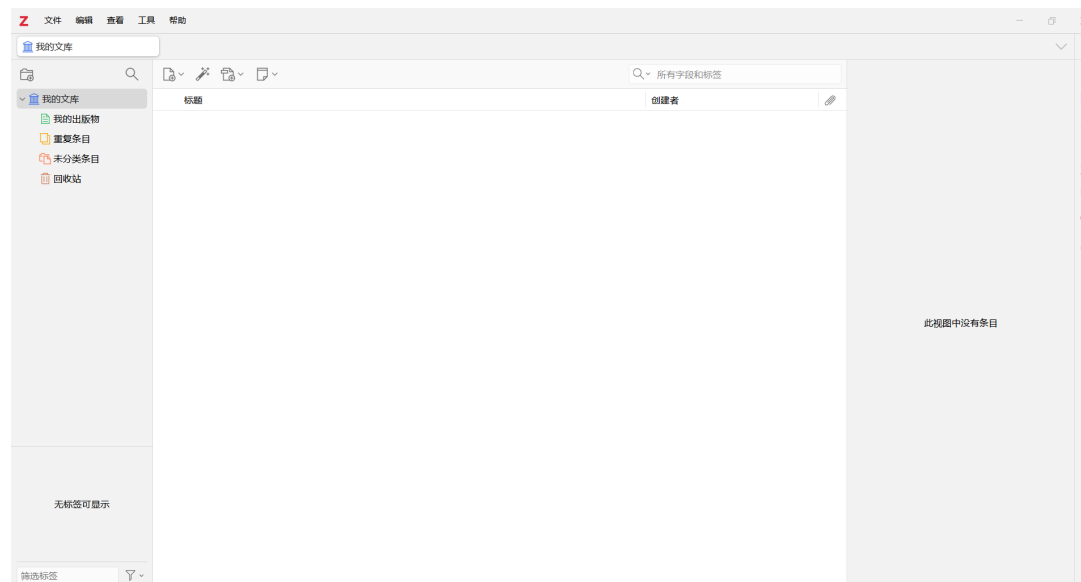 Z 文件 编辑 查看 工具 帮助
我的文库
所有字段和标签
我的文库
标题 创建者
我的出版物
重复条目
未分类条目
回收站
此视图中没有条目
无标签可显示
筛选标签